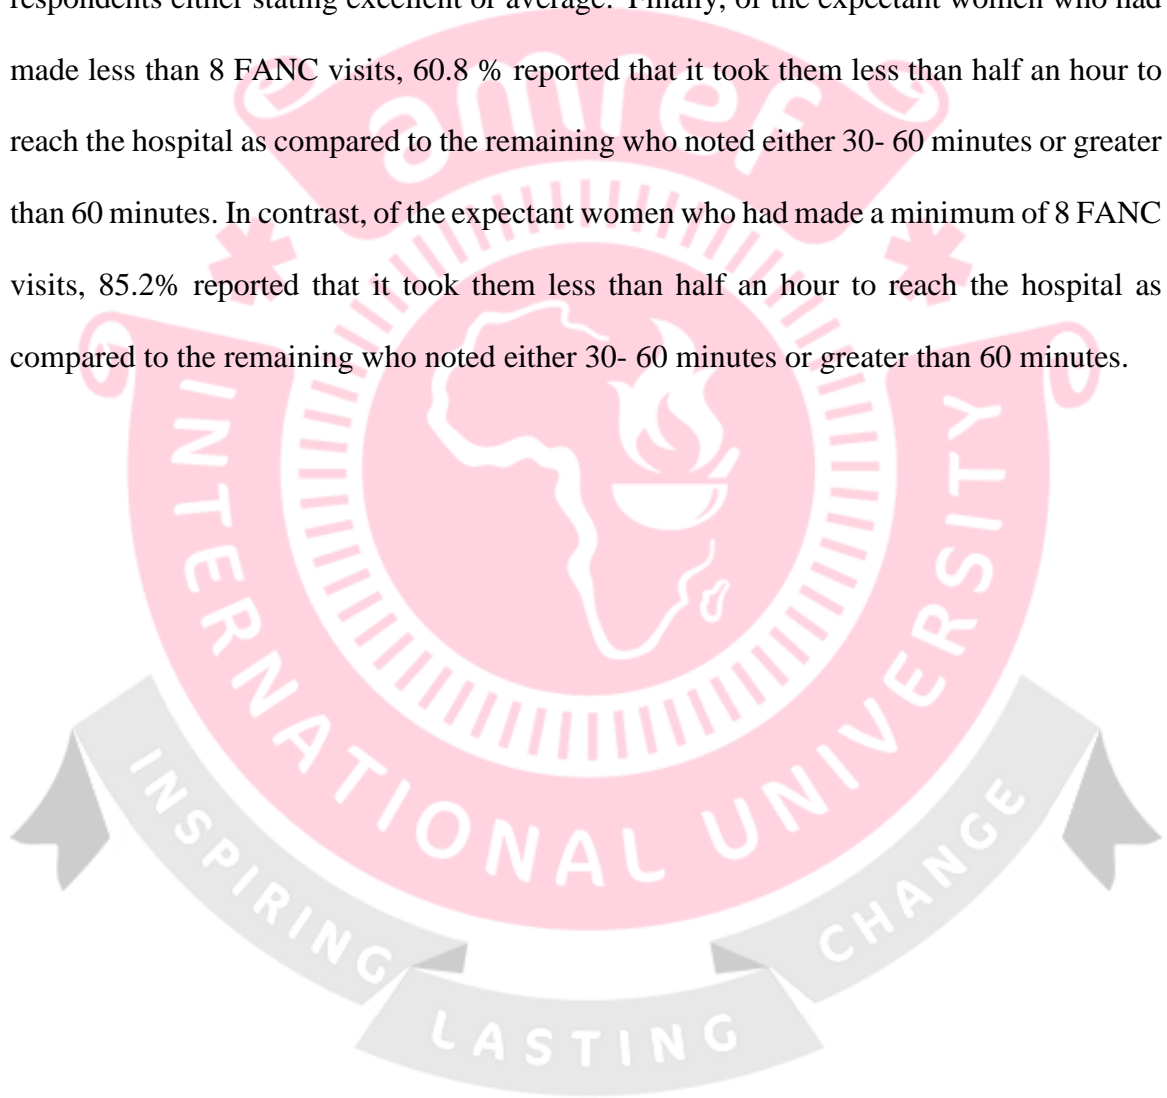 respondents either stating excellent or average. Finally, of the expectant women who had
made less than 8 FANC visits, 60.8 % reported that it took them less than half an hour to
reach the hospital as compared to the remaining who noted either 30- 60 minutes or greater
than 60 minutes. In contrast, of the expectant women who had made a minimum of 8 FANC
visits, 85.2% reported that it took them less than half an hour to reach the hospital as
compared to the remaining who noted either 30- 60 minutes or greater than 60 minutes.
amref
INTERNATIONAL UNIVERSITY
INSPIRING
LASTING
CHANGE